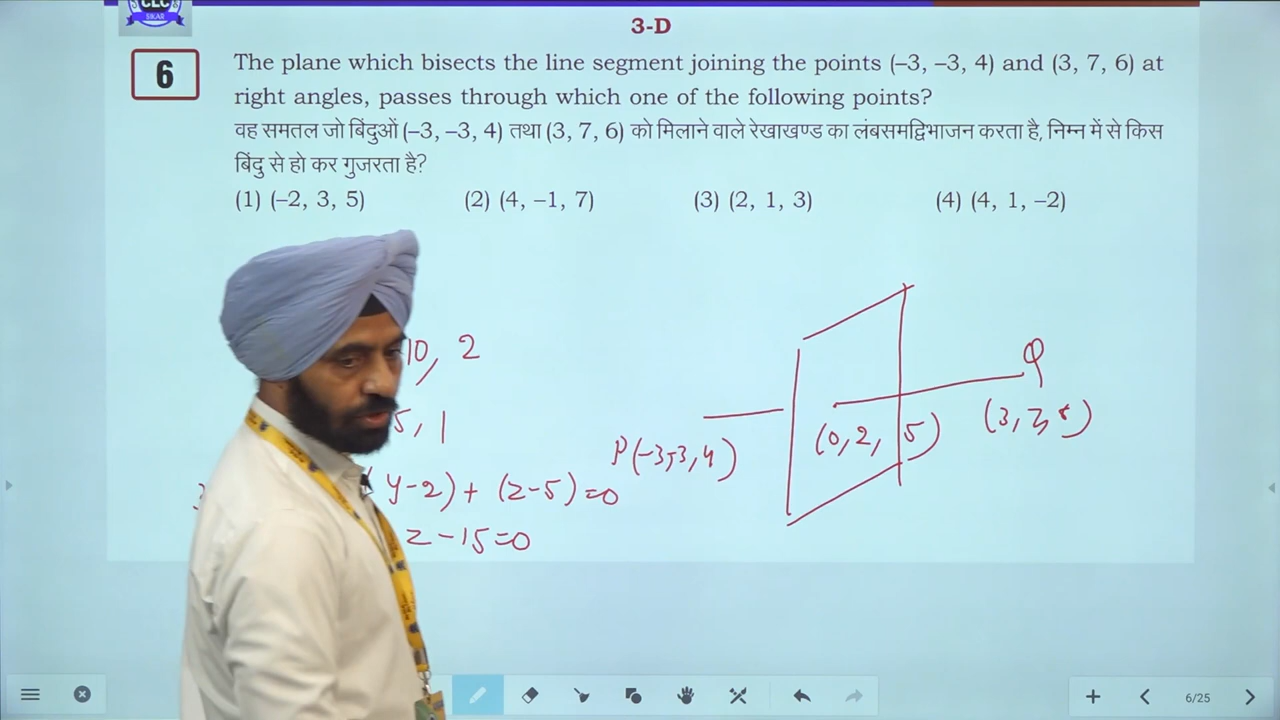 CLC
SIKAR
3-D
6
The plane which bisects the line segment joining the points (–3, –3, 4) and (3, 7, 6) at
right angles, passes through which one of the following points?
वह समतल जो बिंदुओं (–3, –3, 4) तथा (3, 7, 6) को मिलाने वाले रेखाखण्ड का लंबसमद्विभाजन करता है, निम्न में से किस
बिंदु से हो कर गुजरता है?
(1) (–2, 3, 5) (2) (4, –1, 7) (3) (2, 1, 3) (4) (4, 1, –2)
10, 2
5, 1
y-2) + (z-5) =0
z -15 =0
P(-3,-3,4)
(0, 2, 5)
Q
6/25